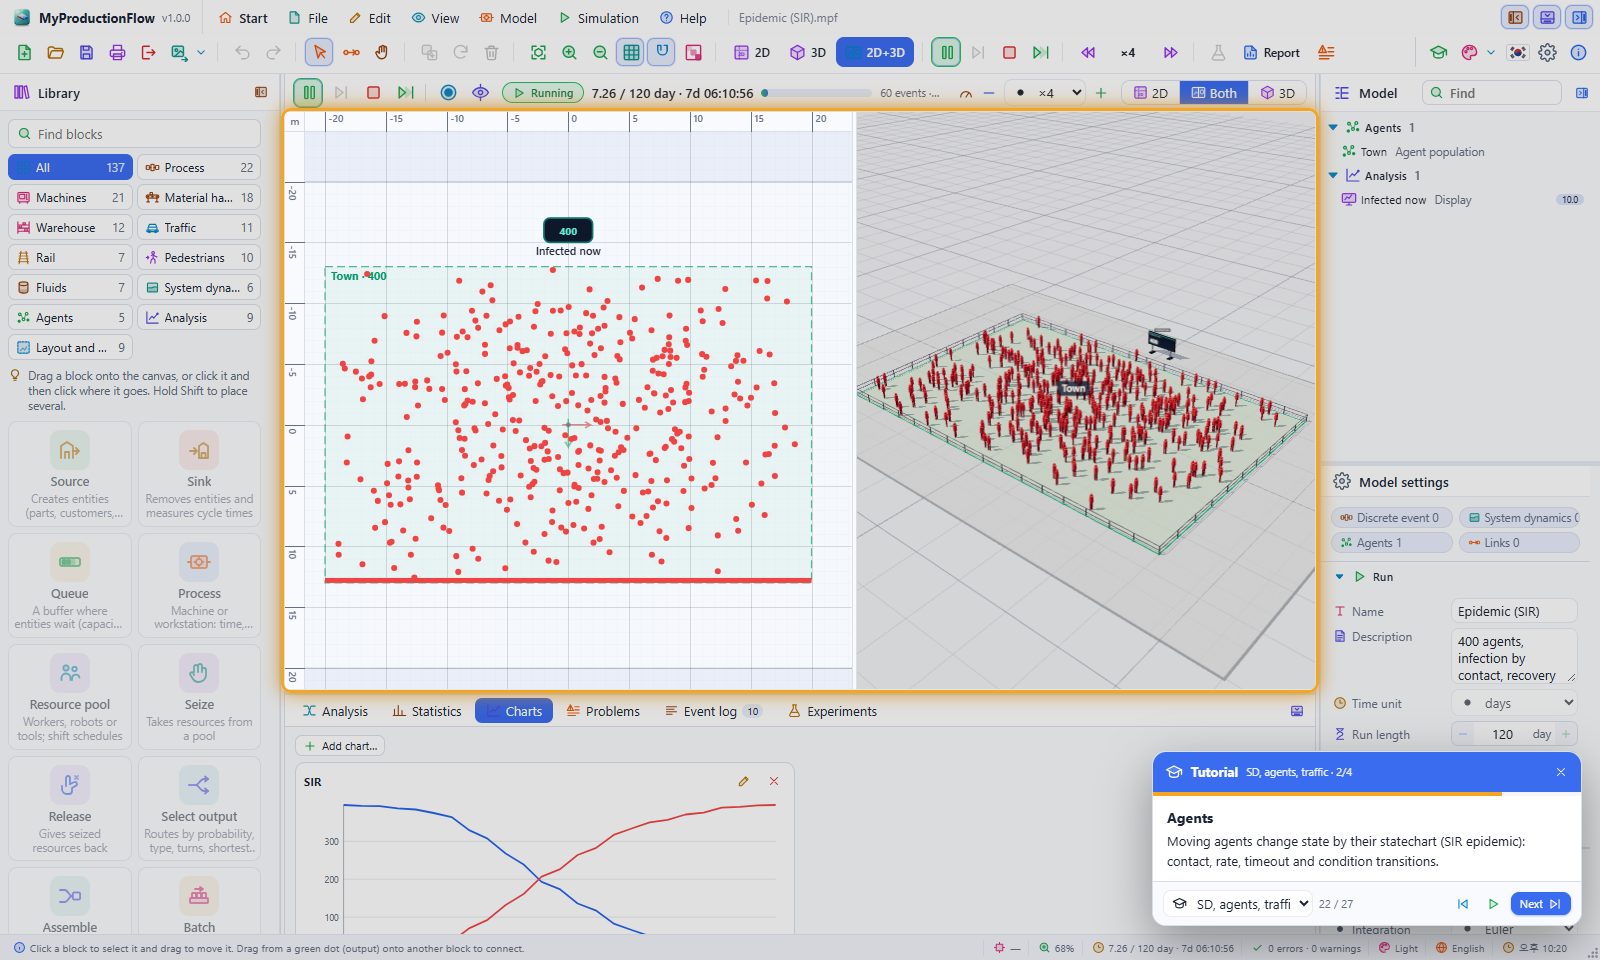 MyProductionFlow v1.0.0 Start File Edit View Model Simulation Help Epidemic (SIR).mpf
2D 3D 2D+3D ×4 Report
Library
Find blocks
All 137
Process 22
Machines 21
Material ha... 18
Warehouse 12
Traffic 11
Rail 7
Pedestrians 10
Fluids 7
System dyna... 6
Agents 5
Analysis 9
Layout and ... 9
Drag a block onto the canvas, or click it and
then click where it goes. Hold Shift to place
several.
Source
Creates entities
(parts, customers,...
Sink
Removes entities and
measures cycle times
Queue
A buffer where
entities wait (capaci...
Process
Machine or
workstation: time,...
Resource pool
Workers, robots or
tools; shift schedules
Seize
Takes resources from
a pool
Release
Gives seized
resources back
Select output
Routes by probability,
type, turns, shortest..
Assemble
Batch
Running 7.26 / 120 day · 7d 06:10:56 60 events ·... ×4 2D Both 3D
m -20 -15 -10 -5 0 5 10 15 20
-20
-15
-10
-5
0
5
10
15
20
400
Infected now
Town · 400
Town
Analysis Statistics Charts Problems Event log 10 Experiments
Add chart...
SIR
300
200
100
Model Find
Agents 1
Town Agent population
Analysis 1
Infected now Display 10.0
Model settings
Discrete event 0 System dynamics 0
Agents 1 Links 0
Run
Name Epidemic (SIR)
Description 400 agents,
infection by
contact, recovery
Time unit days
Run length 120 day
Tutorial SD, agents, traffic · 2/4
Agents
Moving agents change state by their statechart (SIR epidemic):
contact, rate, timeout and condition transitions.
SD, agents, traffi 22 / 27 Next
Integration Euler
Click a block to select it and drag to move it. Drag from a green dot (output) onto another block to connect. — 68% 7.26 / 120 day · 7d 06:10:56 0 errors · 0 warnings Light English 오후 10:20